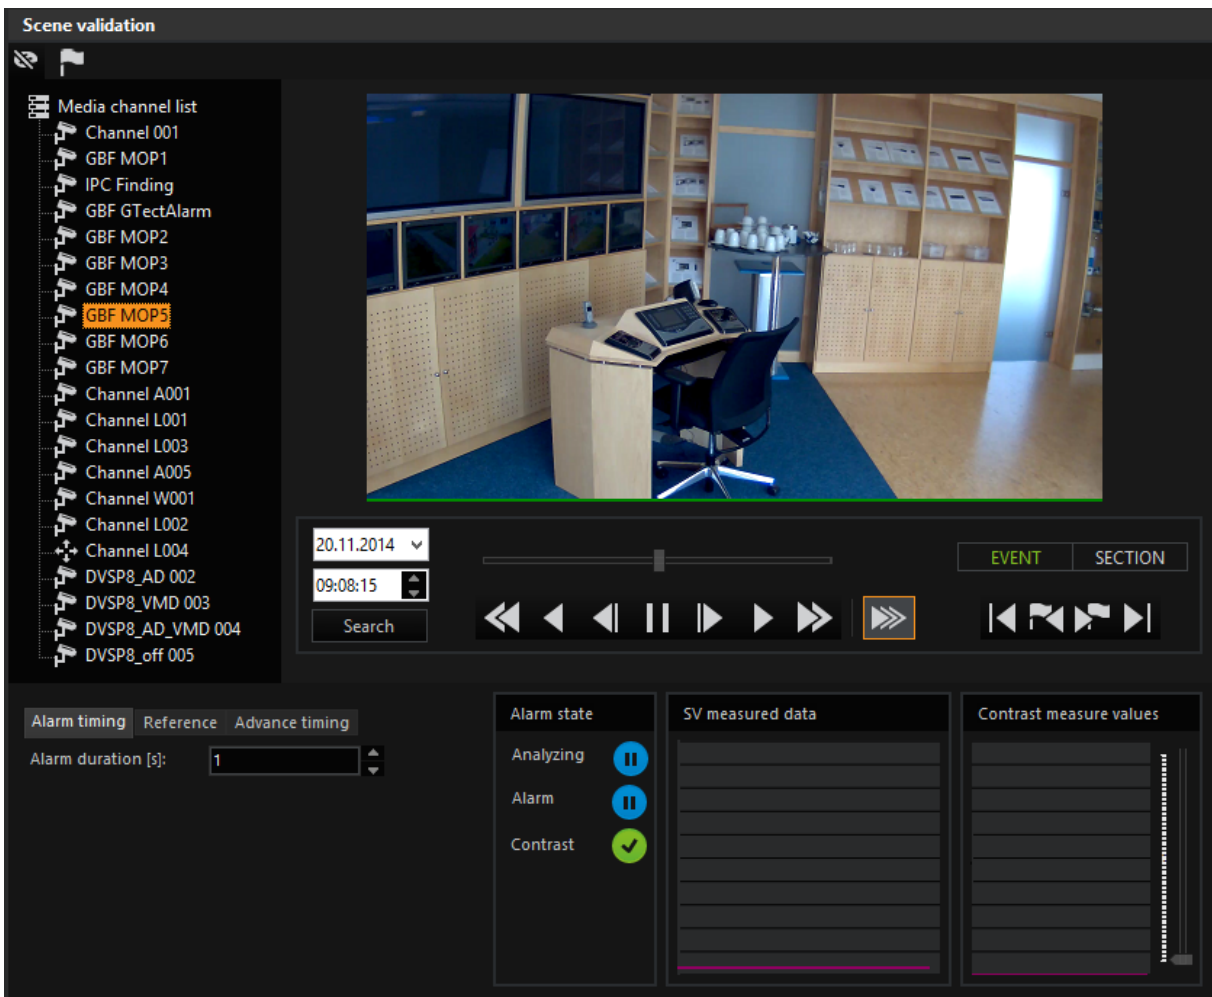 Scene validation
Media channel list
Channel 001
GBF MOP1
IPC Finding
GBF GTectAlarm
GBF MOP2
GBF MOP3
GBF MOP4
GBF MOP5
GBF MOP6
GBF MOP7
Channel A001
Channel L001
Channel L003
Channel A005
Channel W001
Channel L002
Channel L004
DVSP8_AD 002
DVSP8_VMD 003
DVSP8_AD_VMD 004
DVSP8_off 005
20.11.2014
09:08:15
Search
EVENT SECTION
Alarm timing Reference Advance timing
Alarm duration [s]: 1
Alarm state
Analyzing
Alarm
Contrast
SV measured data
Contrast measure values